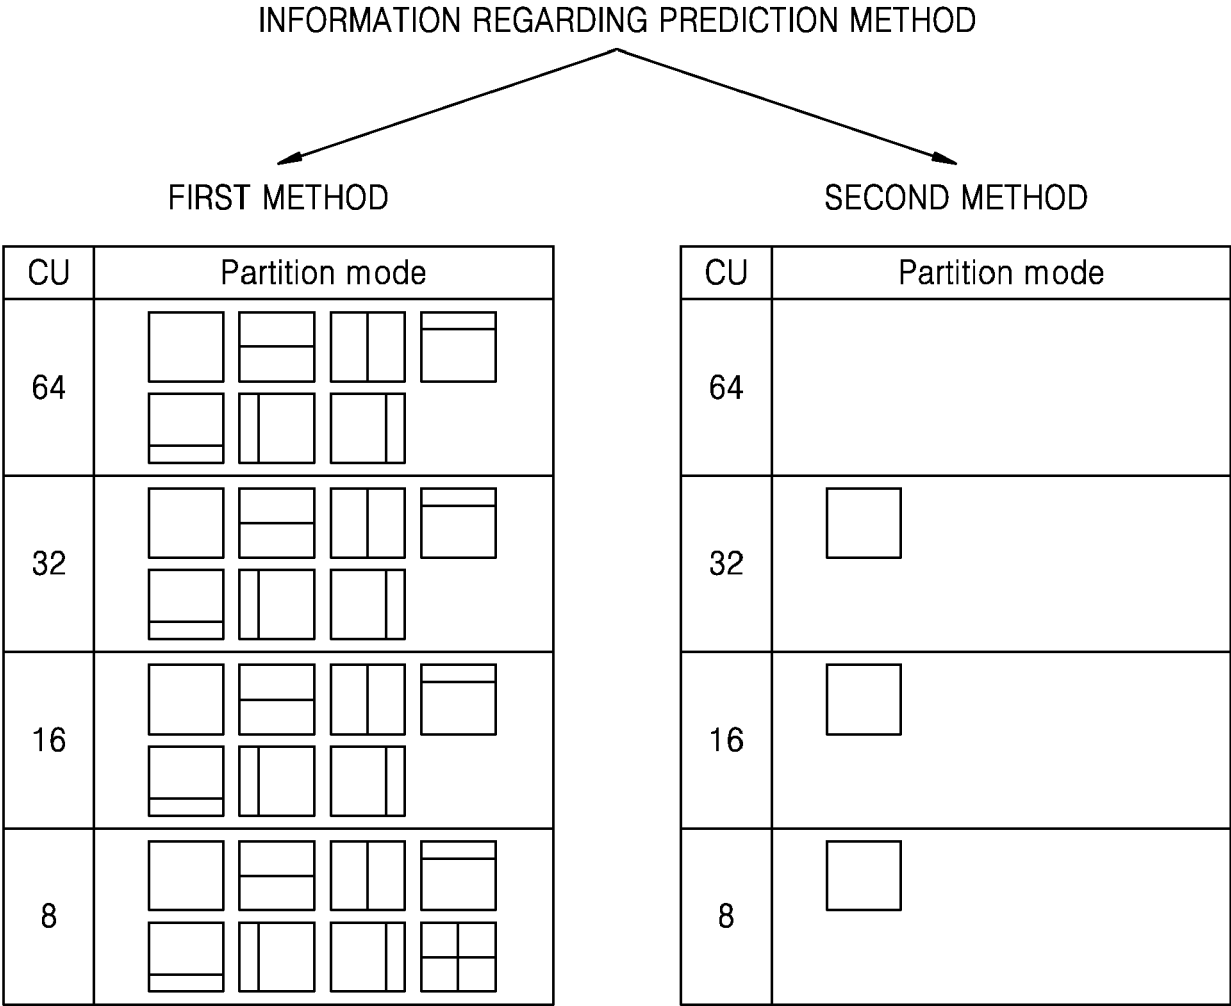 INFORMATION REGARDING PREDICTION METHOD
FIRST METHOD
CU Partition mode
64
32
16
8
SECOND METHOD
CU Partition mode
64
32
16
8